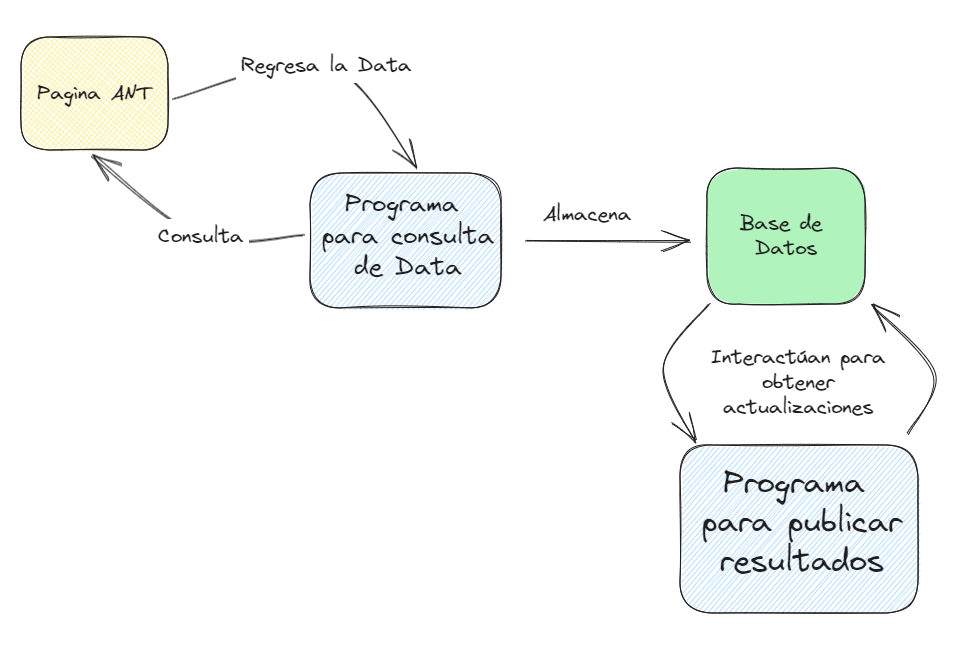 Regresa la Data
Pagina ANT
Programa
para consulta
de Data
Consulta
Almacena
Base de
Datos
Interactúan para
obtener
actualizaciones
Programa
para publicar
resultados